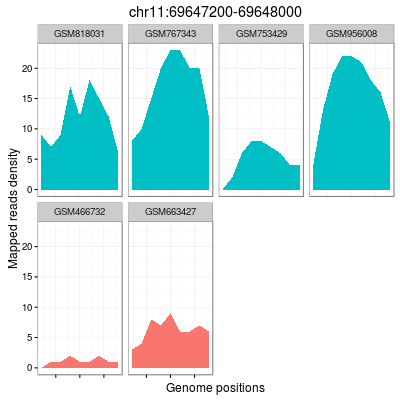 chr11:69647200-69648000
GSM818031 GSM767343 GSM753429 GSM956008
20
15
10
5
0
Mapped reads density
GSM466732 GSM663427
20
15
10
5
0
Genome positions